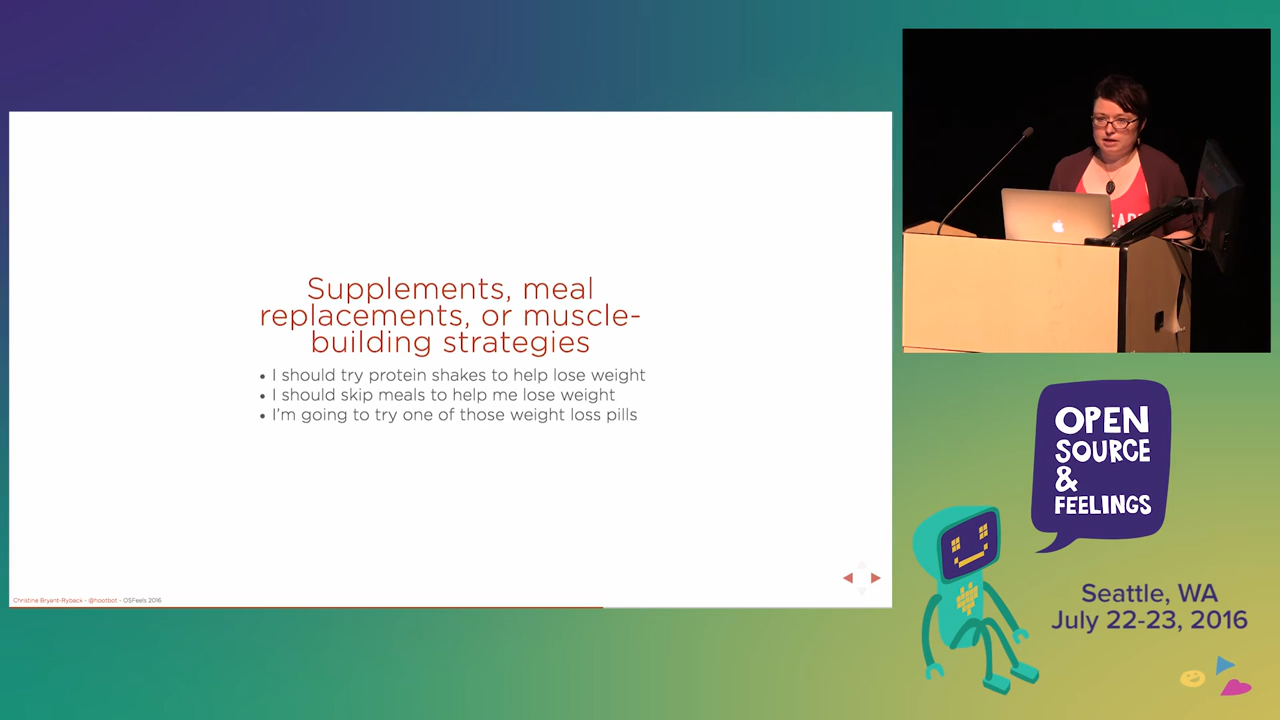 Supplements, meal
replacements, or muscle-
building strategies
• I should try protein shakes to help lose weight
• I should skip meals to help me lose weight
• I'm going to try one of those weight loss pills
Christine Bryant-Ryback - @hootbot - OSFeels 2016
OPEN
SOURCE
&
FEELINGS
Seattle, WA
July 22-23, 2016